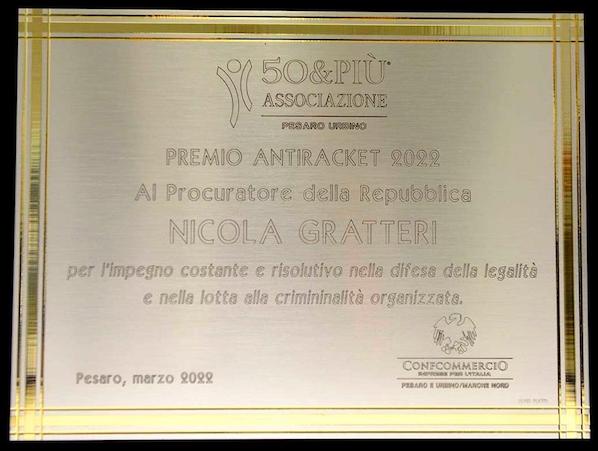 50&PIÙ®
ASSOCIAZIONE
PESARO URBINO
PREMIO ANTIRACKET 2022
Al Procuratore della Repubblica
NICOLA GRATTERI
per l'impegno costante e risolutivo nella difesa della legalità
e nella lotta alla crimininalità organizzata.
CONFCOMMERCIO
IMPRESE PER L'ITALIA
PESARO E URBINO/MARCHE NORD
Pesaro, marzo 2022